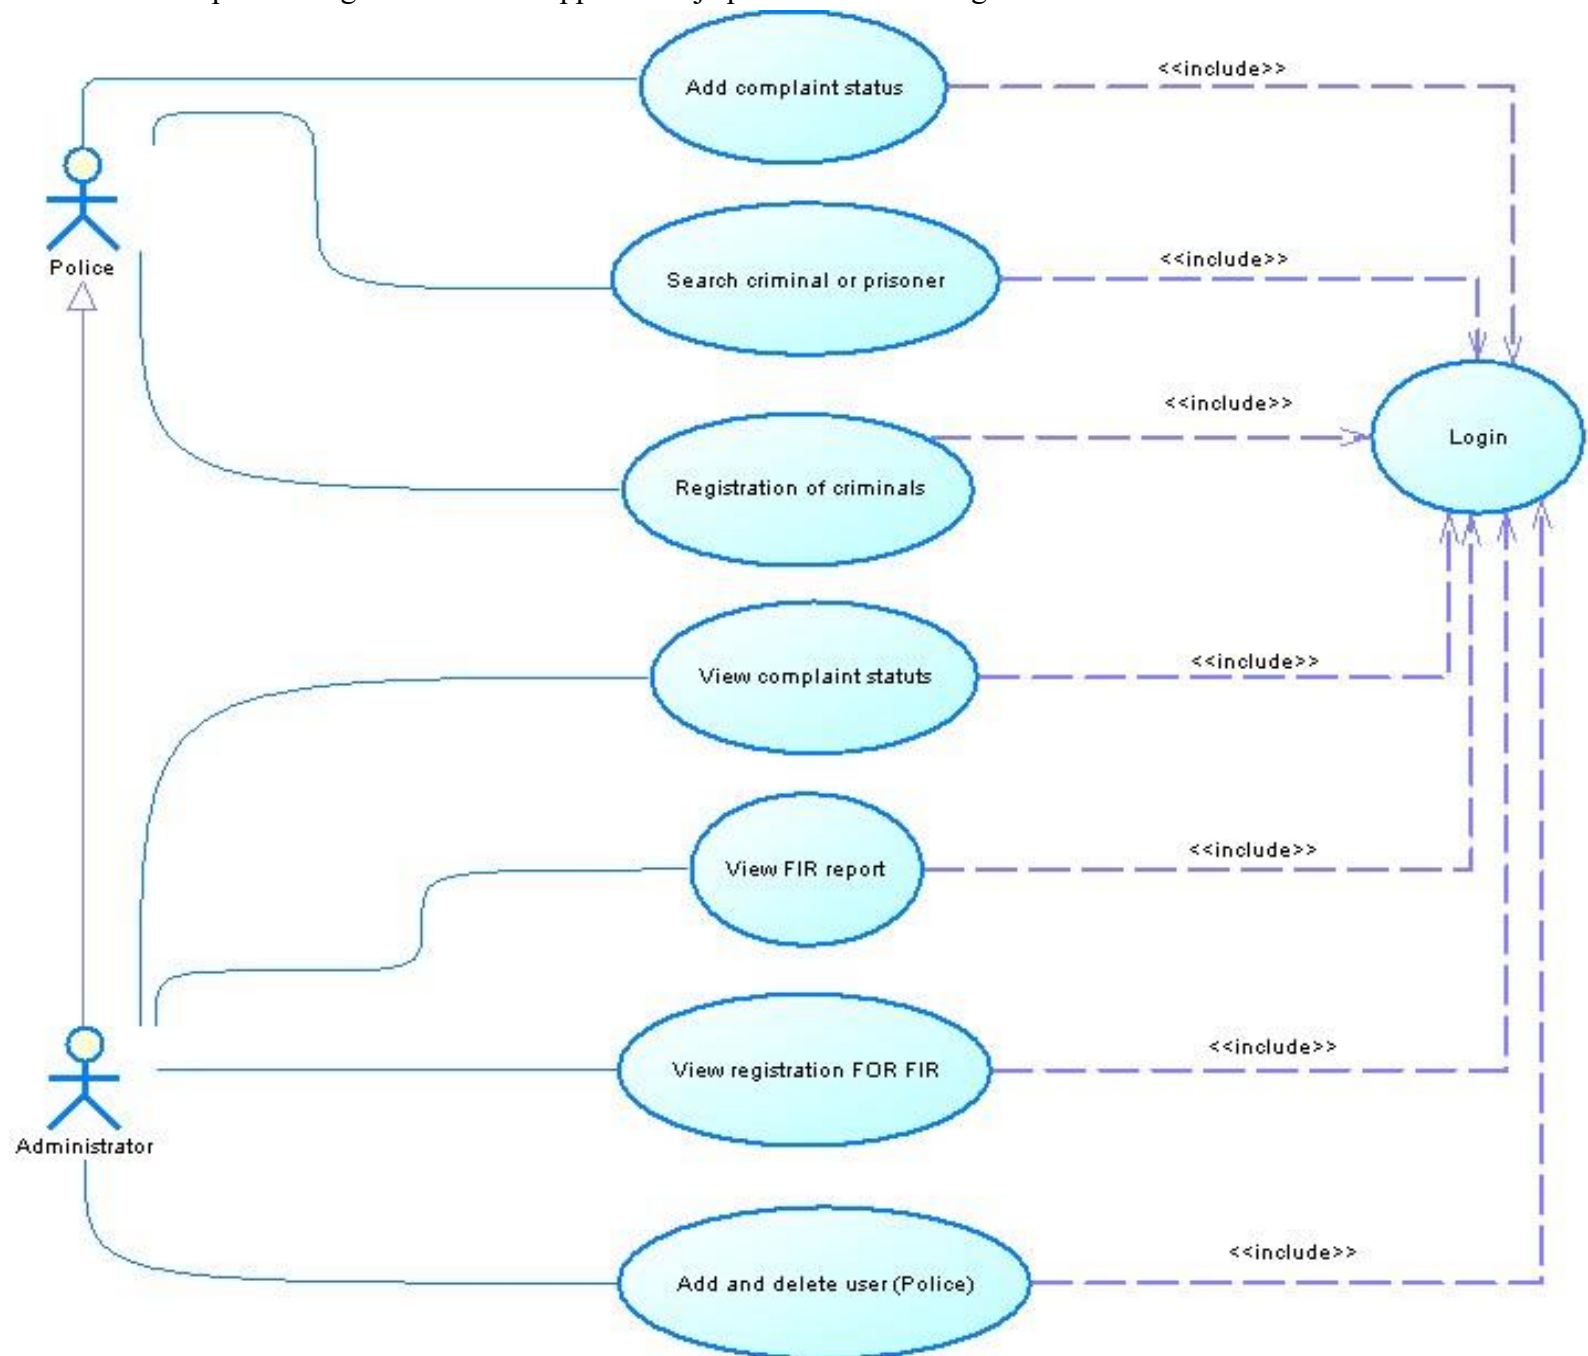 Add complaint status
<<include>>
Police
Search criminal or prisoner
<<include>>
Registration of criminals
<<include>>
Login
View complaint statuts
<<include>>
View FIR report
<<include>>
Administrator
View registration FOR FIR
<<include>>
Add and delete user (Police)
<<include>>